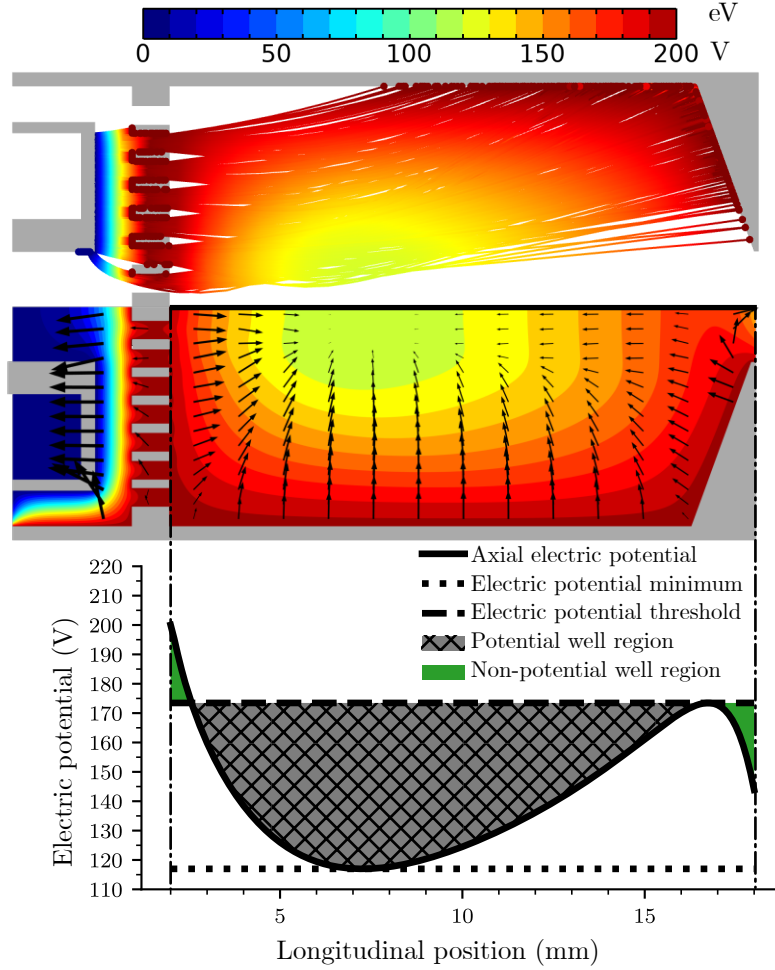 eV
0 50 100 150 200 V
Axial electric potential
Electric potential minimum
Electric potential threshold
Potential well region
Non-potential well region
Electric potential (V)
220
210
200
190
180
170
160
150
140
130
120
110
5 10 15
Longitudinal position (mm)